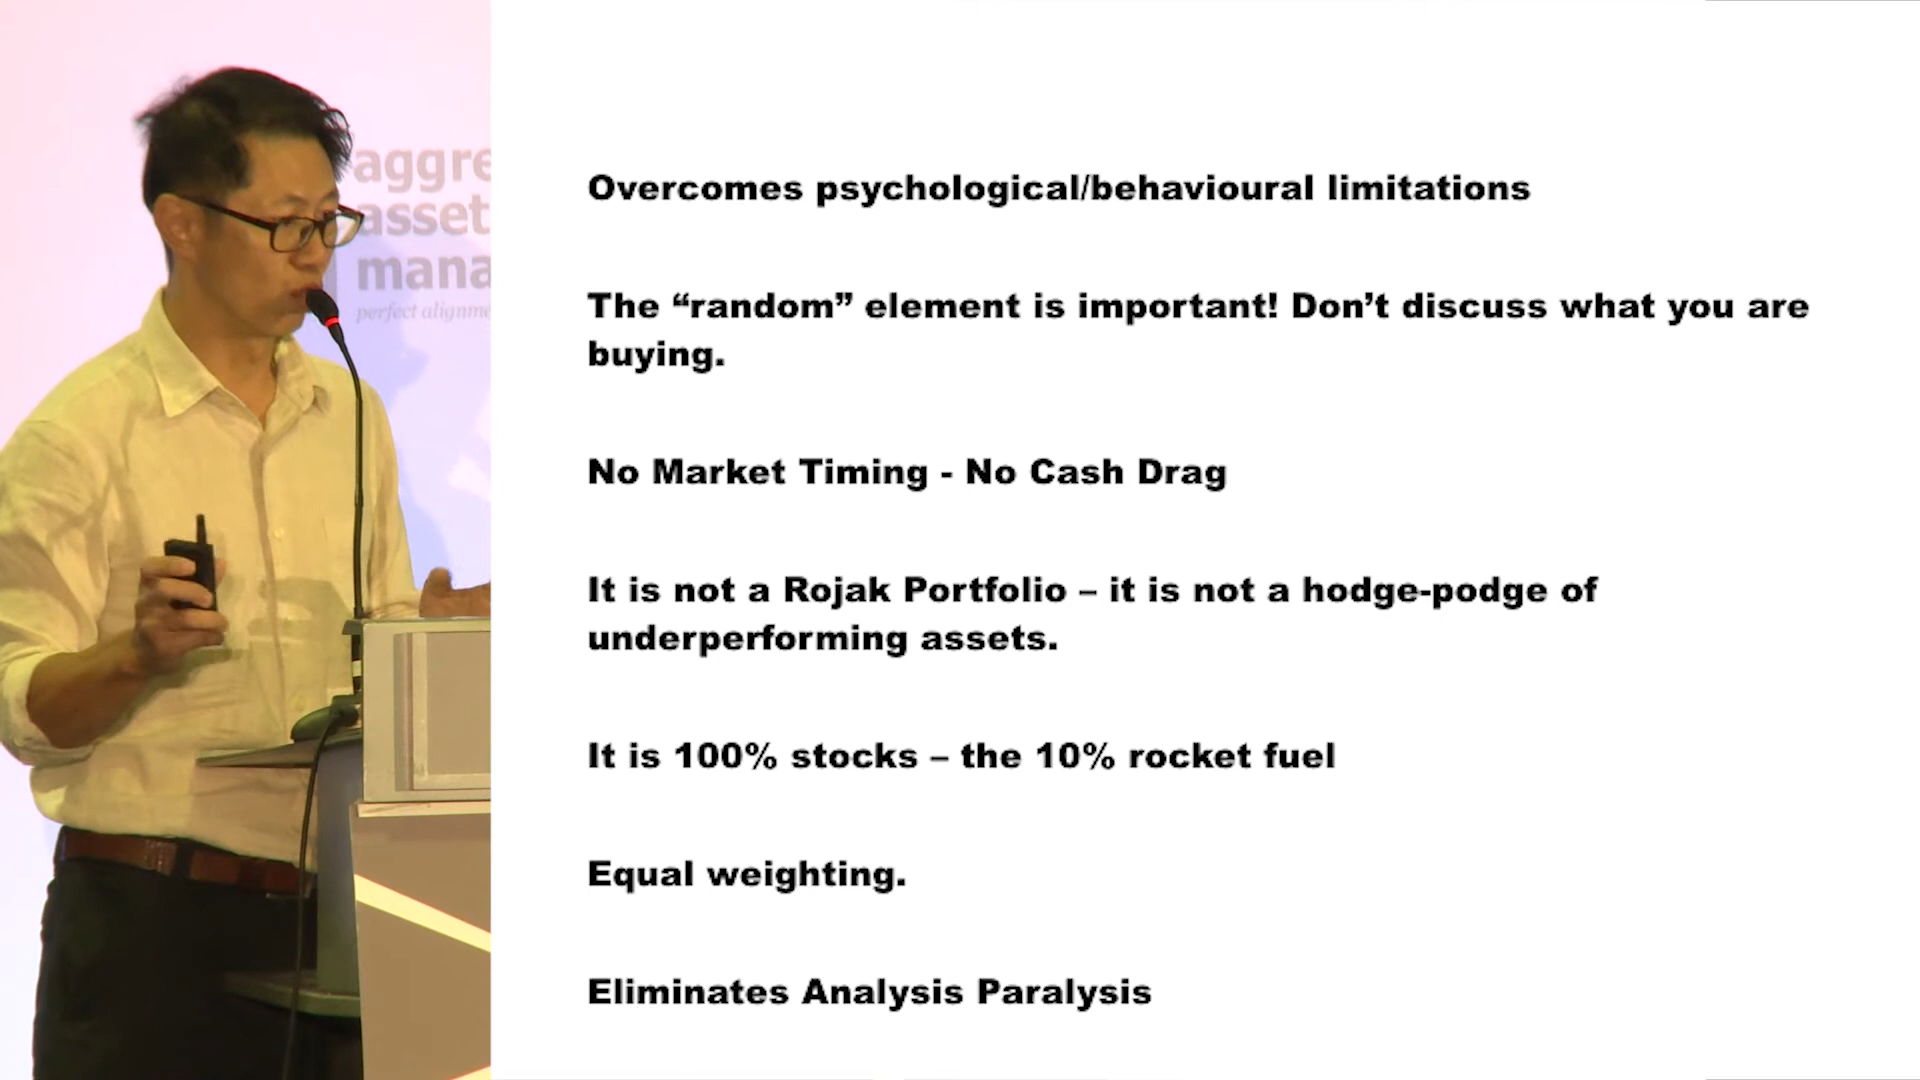 aggre
asset
mana
perfect alignme
Overcomes psychological/behavioural limitations
The “random” element is important! Don’t discuss what you are
buying.
No Market Timing - No Cash Drag
It is not a Rojak Portfolio – it is not a hodge-podge of
underperforming assets.
It is 100% stocks – the 10% rocket fuel
Equal weighting.
Eliminates Analysis Paralysis